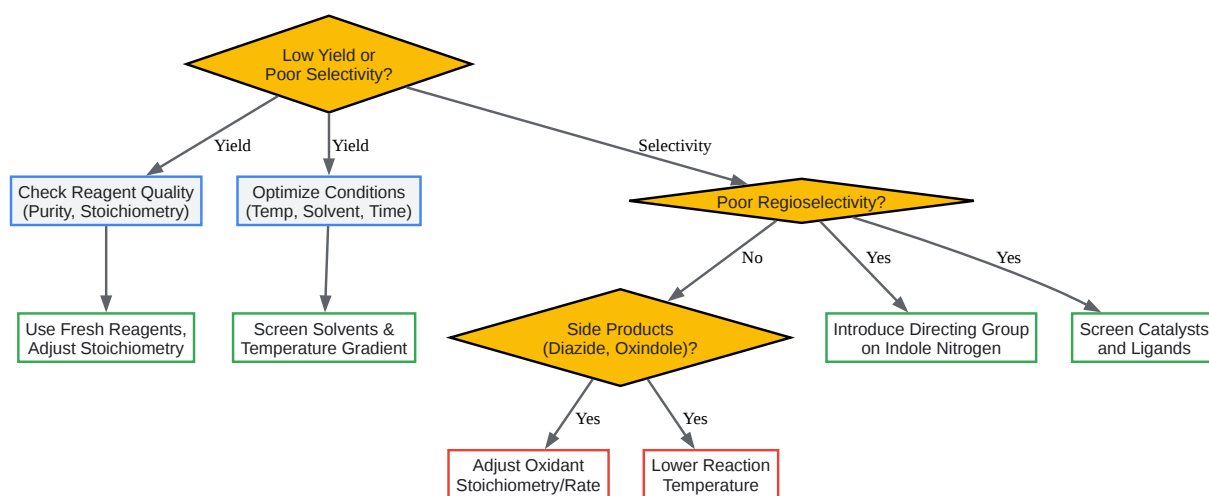 Low Yield or
Poor Selectivity?
Yield
Yield
Selectivity
Check Reagent Quality
(Purity, Stoichiometry)
Optimize Conditions
(Temp, Solvent, Time)
Poor Regioselectivity?
No
Yes
Yes
Use Fresh Reagents,
Adjust Stoichiometry
Screen Solvents &
Temperature Gradient
Side Products
(Diazide, Oxindole)?
Introduce Directing Group
on Indole Nitrogen
Screen Catalysts
and Ligands
Yes
Yes
Adjust Oxidant
Stoichiometry/Rate
Lower Reaction
Temperature